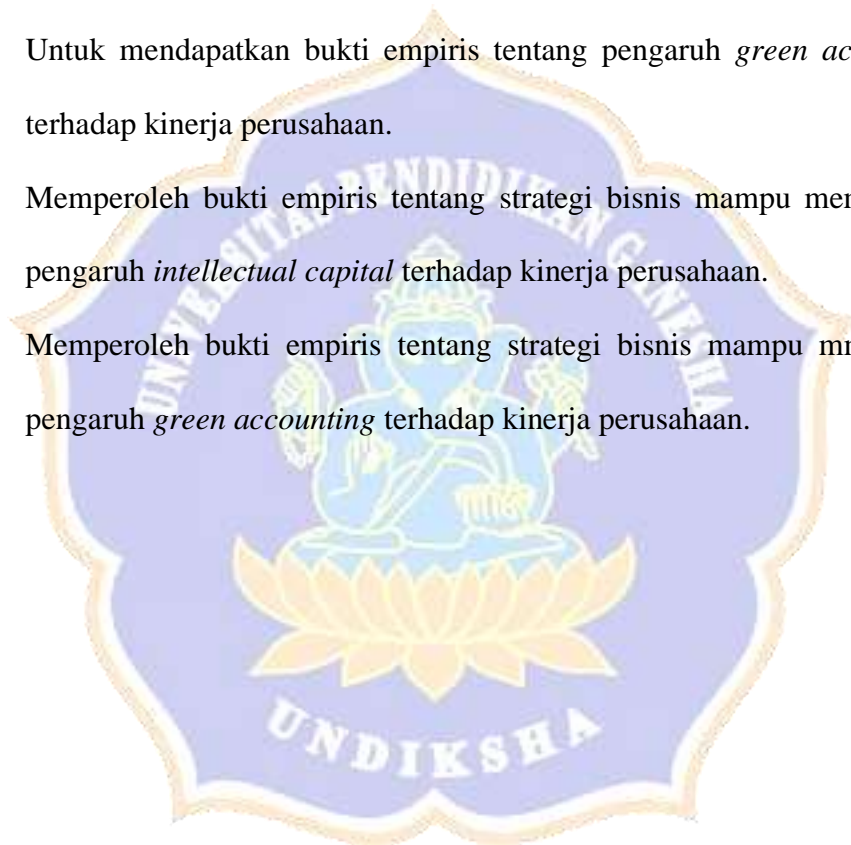 Untuk mendapatkan bukti empiris tentang pengaruh green ac
terhadap kinerja perusahaan.
Memperoleh bukti empiris tentang strategi bisnis mampu mer
pengaruh intellectual capital terhadap kinerja perusahaan.
Memperoleh bukti empiris tentang strategi bisnis mampu mn
pengaruh green accounting terhadap kinerja perusahaan.
UNIVERSITAS PENDIDIKAN GANESHA
UNDIKSHA